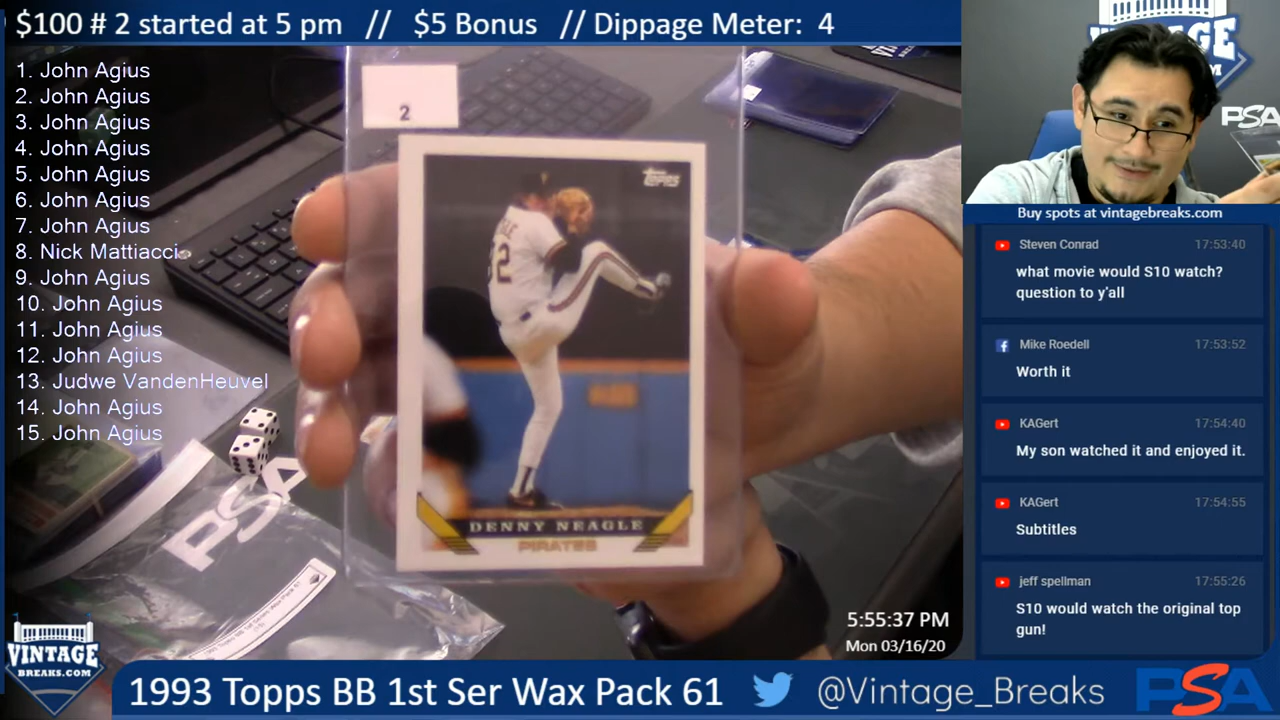 $100 # 2 started at 5 pm // $5 Bonus // Dippage Meter: 4
1. John Agius
2. John Agius
3. John Agius
4. John Agius
5. John Agius
6. John Agius
7. John Agius
8. Nick Mattiacci
9. John Agius
10. John Agius
11. John Agius
12. John Agius
13. Judwe VandenHeuvel
14. John Agius
15. John Agius
2
TOPPS
32
DENNY NEAGLE
PIRATES
PSA
VINTAGE
PSA
Buy spots at vintagebreaks.com
Steven Conrad 17:53:40
what movie would S10 watch?
question to y'all
Mike Roedell 17:53:52
Worth it
KAGert 17:54:40
My son watched it and enjoyed it.
KAGert 17:54:55
Subtitles
jeff spellman 17:55:26
S10 would watch the original top
gun!
5:55:37 PM
Mon 03/16/20
VINTAGE
BREAKS.COM
1993 Topps BB 1st Ser Wax Pack 61
@Vintage_Breaks
PSA